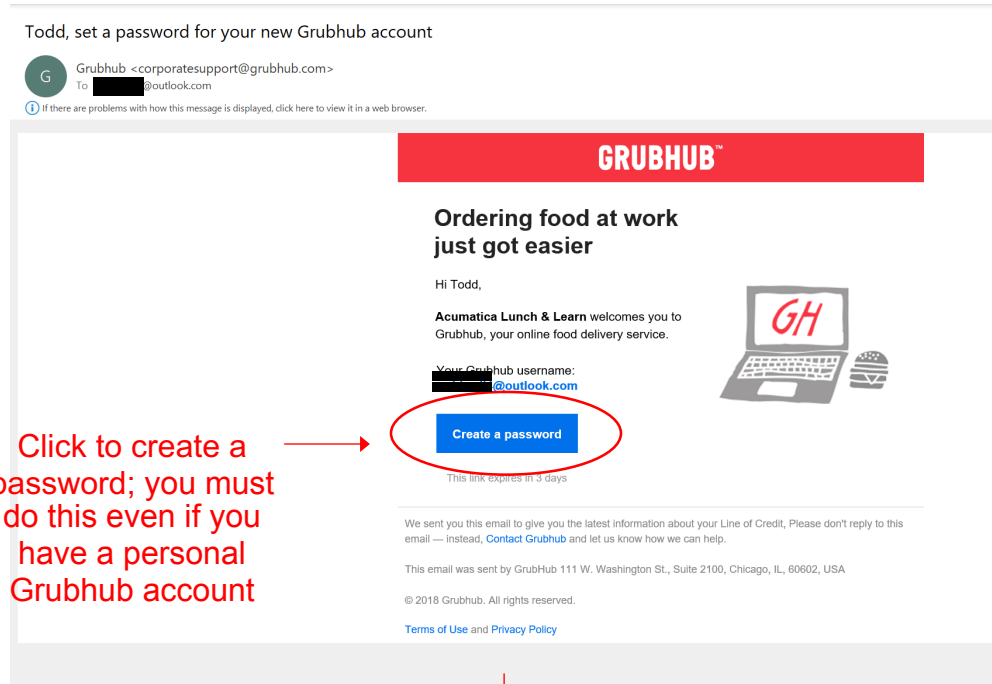 Todd, set a password for your new Grubhub account
G
Grubhub <corporatesupport@grubhub.com>
To @outlook.com
i If there are problems with how this message is displayed, click here to view it in a web browser.
GRUBHUB™
Ordering food at work
just got easier
Hi Todd,
Acumatica Lunch & Learn welcomes you to
Grubhub, your online food delivery service.
GH
Your Grubhub username:
@outlook.com
Create a password
This link expires in 3 days
Click to create a
password; you must
do this even if you
have a personal
Grubhub account
We sent you this email to give you the latest information about your Line of Credit, Please don't reply to this
email — instead, Contact Grubhub and let us know how we can help.
This email was sent by GrubHub 111 W. Washington St., Suite 2100, Chicago, IL, 60602, USA
© 2018 Grubhub. All rights reserved.
Terms of Use and Privacy Policy